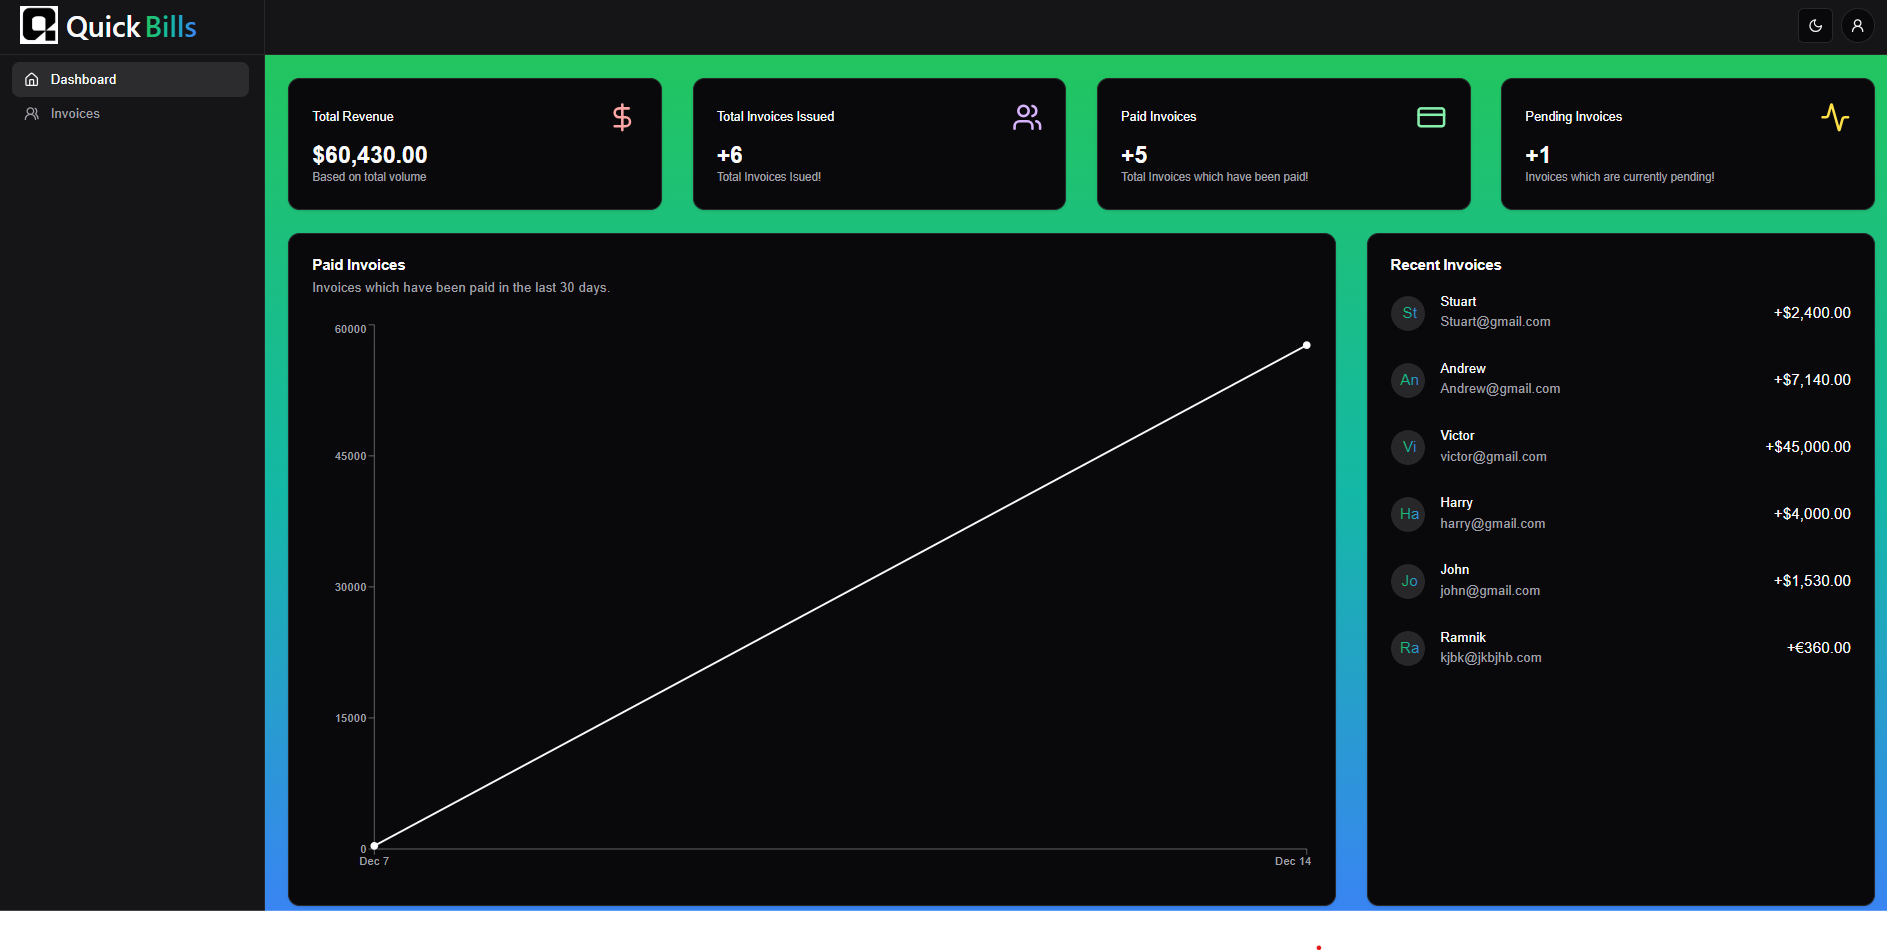 Quick Bills
Dashboard
Invoices
Total Revenue
$60,430.00
Based on total volume
Total Invoices Issued
+6
Total Invoices Isued!
Paid Invoices
+5
Total Invoices which have been paid!
Pending Invoices
+1
Invoices which are currently pending!
Paid Invoices
Invoices which have been paid in the last 30 days.
60000
45000
30000
15000
0
Dec 7
Dec 14
Recent Invoices
St
Stuart
Stuart@gmail.com
+$2,400.00
An
Andrew
Andrew@gmail.com
+$7,140.00
Vi
Victor
victor@gmail.com
+$45,000.00
Ha
Harry
harry@gmail.com
+$4,000.00
Jo
John
john@gmail.com
+$1,530.00
Ra
Ramnik
kjbk@jkbjhb.com
+€360.00